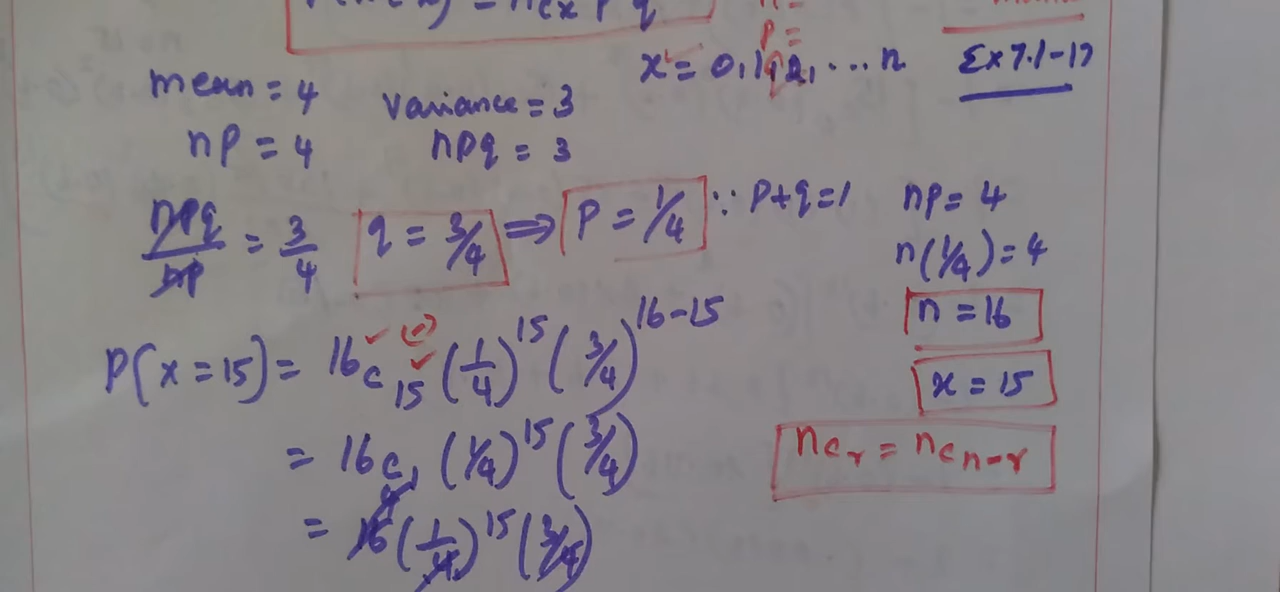 P(X=x) = nCx p q
n=
p=
x = 0,1,2, ... n
Ex 7.1-17
mean = 4
variance = 3
np = 4
npq = 3
npq/np = 3/4
q = 3/4 ⇒ p = 1/4 ∵ p+q=1
np = 4
n(1/4) = 4
n = 16
x = 15
P(x=15) = 16C15 (1/4)^15 (3/4)^16-15
= 16C1 (1/4)^15 (3/4)
nCr = nCn-r
= 16 (1/4)^15 (3/4)